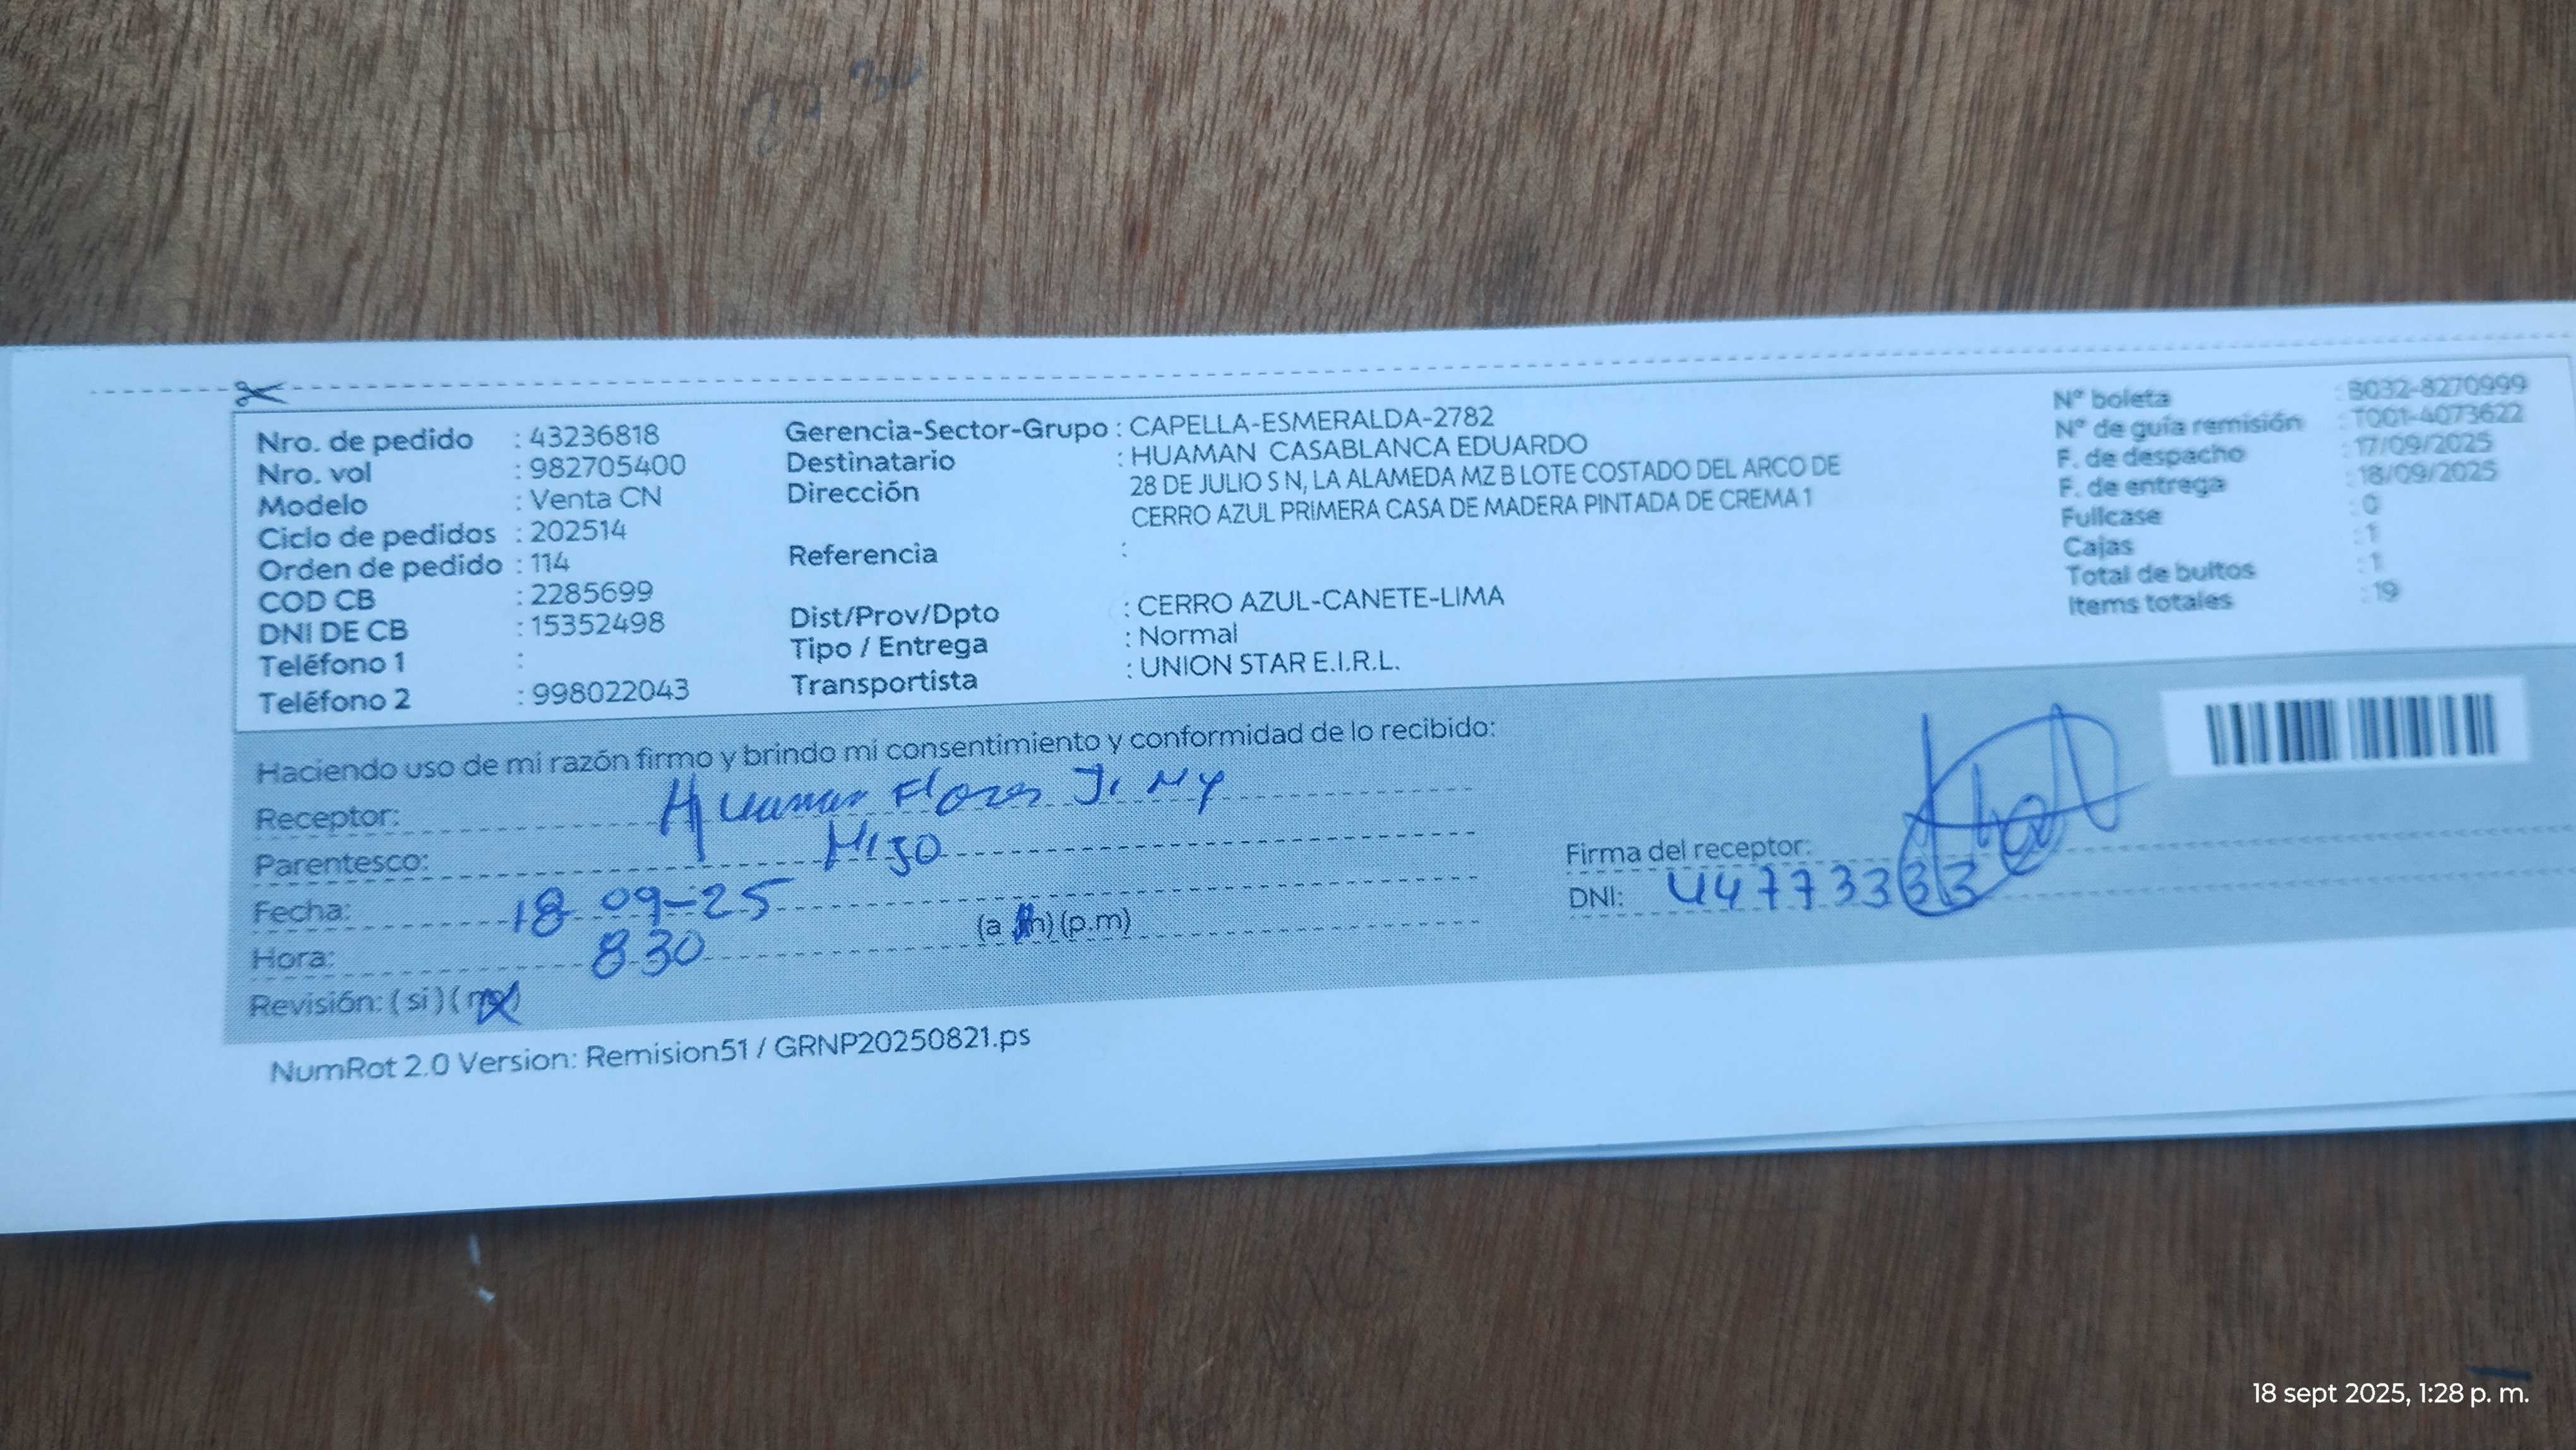 Nro. de pedido : 43236818
Nro. vol : 982705400
Modelo : Venta CN
Ciclo de pedidos : 202514
Orden de pedido : 114
COD CB : 2285699
DNI DE CB : 15352498
Teléfono 1 :
Teléfono 2 : 998022043
Gerencia-Sector-Grupo : CAPELLA-ESMERALDA-2782
Destinatario : HUAMAN CASABLANCA EDUARDO
Dirección 28 DE JULIO S N, LA ALAMEDA MZ B LOTE COSTADO DEL ARCO DE
CERRO AZUL PRIMERA CASA DE MADERA PINTADA DE CREMA 1
Referencia :
Dist/Prov/Dpto : CERRO AZUL-CANETE-LIMA
Tipo / Entrega : Normal
Transportista : UNION STAR E.I.R.L.
Nº boleta : B032-8270999
Nº de guía remisión : T001-4073622
F. de despacho : 17/09/2025
F. de entrega : 18/09/2025
Fullcase : 0
Cajas : 1
Total de bultos : 1
Items totales : 19
Haciendo uso de mi razón firmo y brindo mi consentimiento y conformidad de lo recibido:
Receptor: Huaman Flores
Parentesco: Hijo
Fecha: 18 09-25
Hora: 8 30 (a m) (p.m)
Revisión: ( si ) ( no )
Firma del receptor:
DNI: 44773333
NumRot 2.0 Version: Remision51 / GRNP20250821.ps
18 sept 2025, 1:28 p. m.